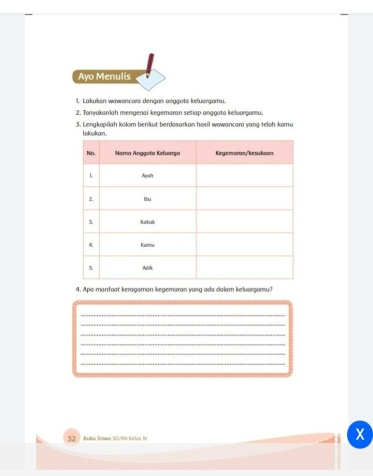 Ayo Menulis
1. Lakukan wawancara dengan anggota keluargamu.
2. Tanyakanlah mengenai kegemaran setiap anggota keluargamu.
3. Lengkapilah kolom berikut berdasarkan hasil wawancara yang telah kamu
lakukan.
No. Nama Anggota Keluarga Kegemaran/kesukaan
1. Ayah
2. Ibu
3. Kakak
4. Kamu
5. Adik
4. Apa manfaat keragaman kegemaran yang ada dalam keluargamu?
32 Buku Siswa SD/MI Kelas IV
X